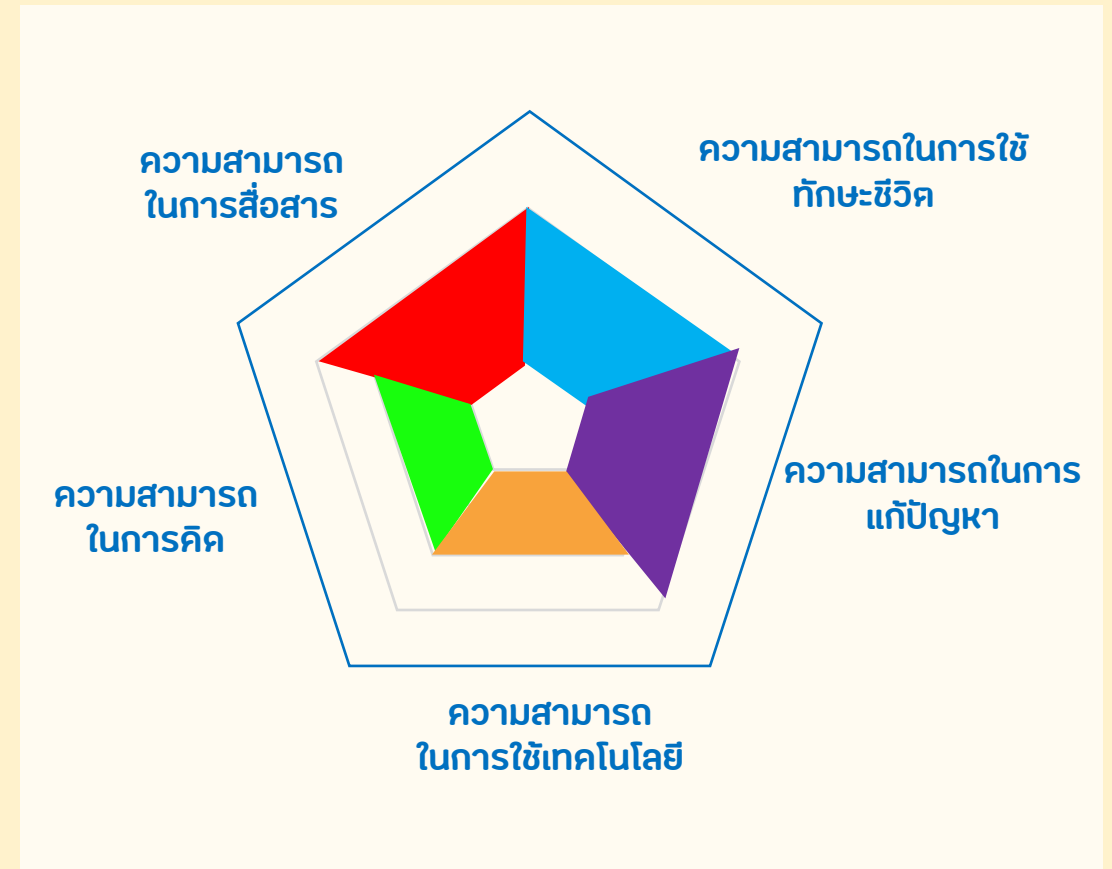 ความสามารถ
ในการสื่อสาร
ความสามารถในการใช้
ทักษะชีวิต
ความสามารถ
ในการคิด
ความสามารถในการ
แก้ปัญหา
ความสามารถ
ในการใช้เทคโนโลยี